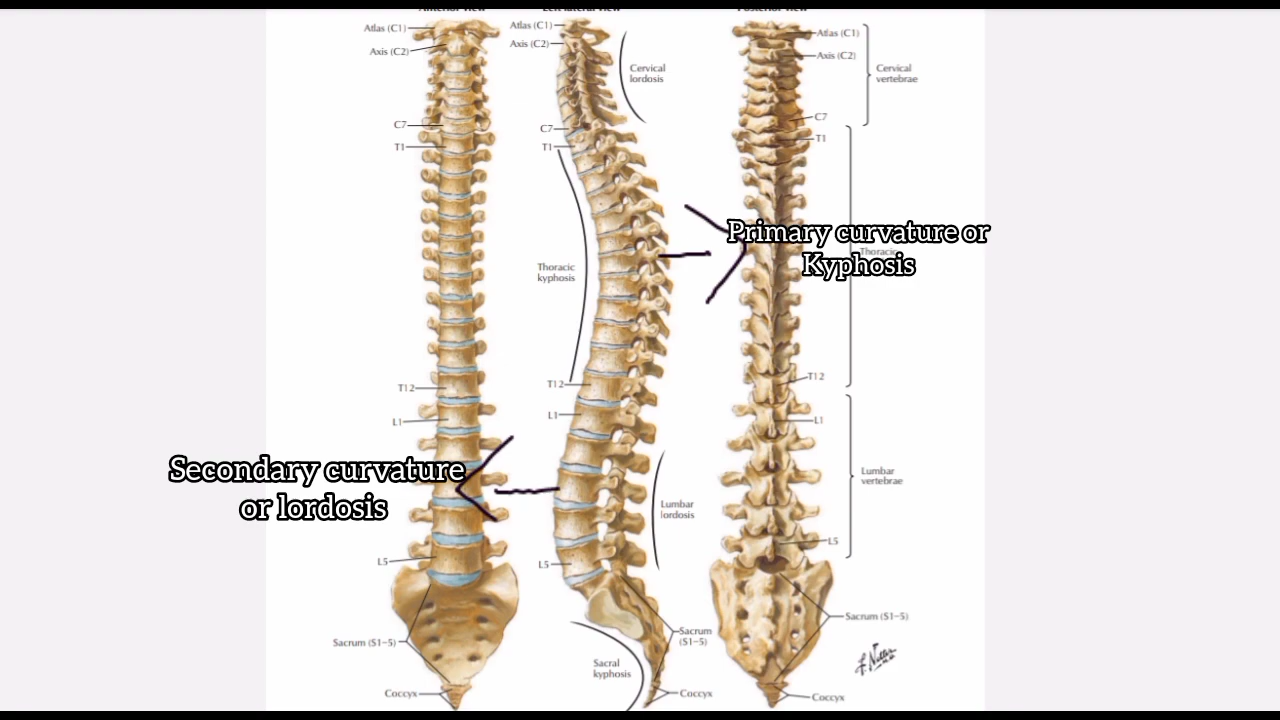 Anterior view
Left lateral view
Posterior view
Atlas (C1)
Axis (C2)
C7
T1
T12
L1
L5
Sacrum (S1–5)
Coccyx
Atlas (C1)
Axis (C2)
Cervical
lordosis
C7
T1
Thoracic
kyphosis
T12
L1
Lumbar
lordosis
L5
Sacrum
(S1–5)
Sacral
kyphosis
Coccyx
Atlas (C1)
Axis (C2)
Cervical
vertebrae
C7
T1
Primary curvature or
Kyphosis
Thoracic
T12
L1
Lumbar
vertebrae
L5
Sacrum (S1–5)
Coccyx
Secondary curvature
or lordosis